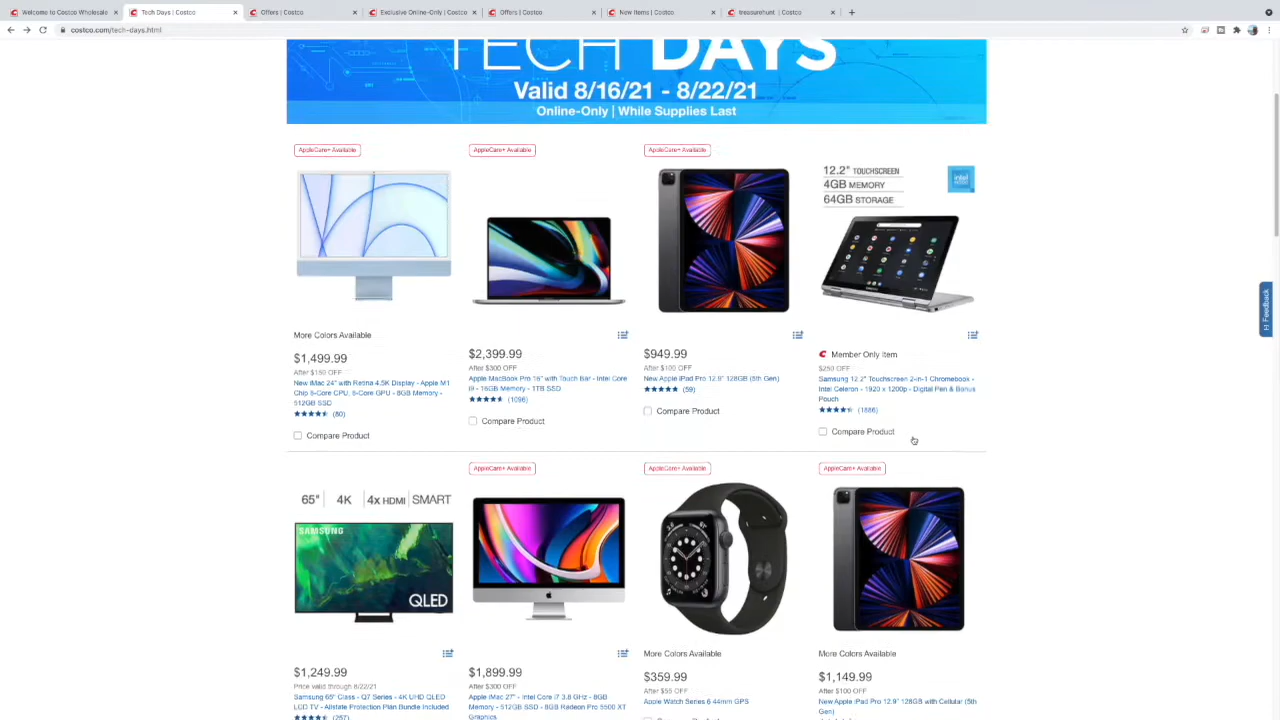 Welcome to Costco Wholesale
Tech Days | Costco
Offers | Costco
Exclusive Online-Only | Costco
Offers | Costco
New Items | Costco
treasurehunt | Costco
costco.com/tech-days.html
TECH DAYS
Valid 8/16/21 - 8/22/21
Online-Only | While Supplies Last
AppleCare+ Available
More Colors Available
$1,499.99
New iMac 24" with Retina 4.5K Display - Apple M1
Chip 8-Core CPU, 8-Core GPU - 8GB Memory -
512GB SSD
(80)
Compare Product
AppleCare+ Available
$2,399.99
After $300 OFF
Apple MacBook Pro 16" with Touch Bar - Intel Core
i9 - 16GB Memory - 1TB SSD
(1096)
Compare Product
AppleCare+ Available
$949.99
After $100 OFF
New Apple iPad Pro 12.9" 128GB (5th Gen)
(59)
Compare Product
12.2" TOUCHSCREEN
4GB MEMORY
64GB STORAGE
intel
Member Only Item
$250 OFF
Samsung 12.2" Touchscreen 2-in-1 Chromebook -
Intel Celeron - 1920 x 1200p - Digital Pen & Bonus
Pouch
(1886)
Compare Product
Feedback
65" | 4K | 4x HDMI | SMART
SAMSUNG
QLED
$1,249.99
Price valid through 8/22/21
Samsung 65" Class - Q7 Series - 4K UHD QLED
LCD TV - Allstate Protection Plan Bundle Included
(257)
AppleCare+ Available
$1,899.99
After $300 OFF
Apple iMac 27" - Intel Core i7 3.8 GHz - 8GB
Memory - 512GB SSD - 8GB Radeon Pro 5500 XT
Graphics
AppleCare+ Available
More Colors Available
$359.99
Apple Watch Series 6 44mm GPS
AppleCare+ Available
More Colors Available
$1,149.99
After $100 OFF
New Apple iPad Pro 12.9" 128GB with Cellular (5th
Gen)